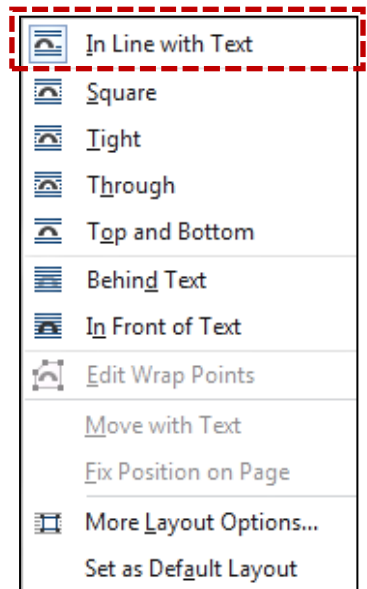 In Line with Text
Square
Tight
Through
Top and Bottom
Behind Text
In Front of Text
Edit Wrap Points
Move with Text
Fix Position on Page
More Layout Options...
Set as Default Layout